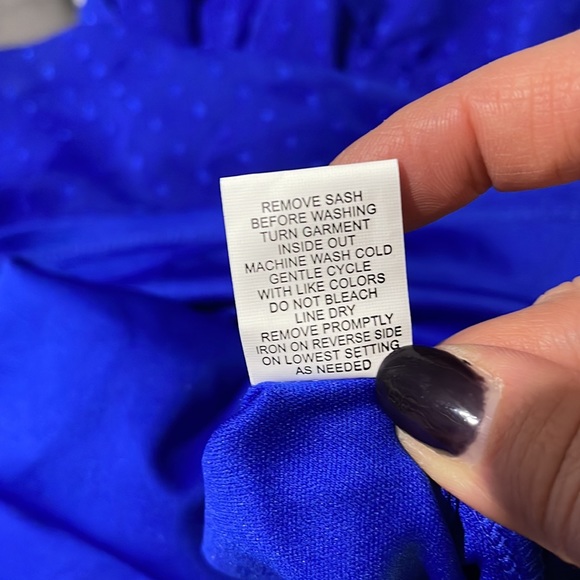 REMOVE SASH
BEFORE WASHING
TURN GARMENT
INSIDE OUT
MACHINE WASH COLD
GENTLE CYCLE
WITH LIKE COLORS
DO NOT BLEACH
LINE DRY
REMOVE PROMPTLY
IRON ON REVERSE SIDE
ON LOWEST SETTING
AS NEEDED